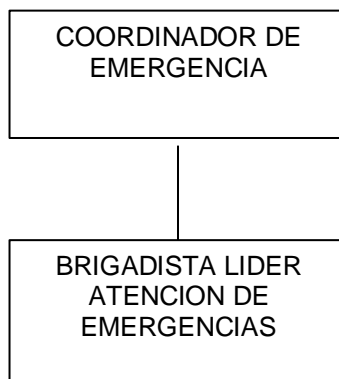 COORDINADOR DE
EMERGENCIA
BRIGADISTA LIDER
ATENCION DE
EMERGENCIAS